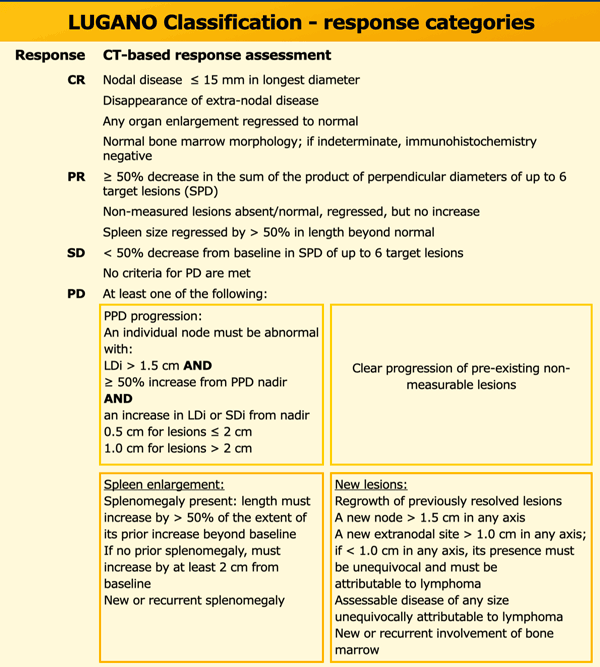 LUGANO Classification - response categories
Response CT-based response assessment
CR Nodal disease ≤ 15 mm in longest diameter
Disappearance of extra-nodal disease
Any organ enlargement regressed to normal
Normal bone marrow morphology; if indeterminate, immunohistochemistry
negative
PR ≥ 50% decrease in the sum of the product of perpendicular diameters of up to 6
target lesions (SPD)
Non-measured lesions absent/normal, regressed, but no increase
Spleen size regressed by > 50% in length beyond normal
SD < 50% decrease from baseline in SPD of up to 6 target lesions
No criteria for PD are met
PD At least one of the following:
PPD progression:
An individual node must be abnormal
with:
LDi > 1.5 cm AND
≥ 50% increase from PPD nadir
AND
an increase in LDi or SDi from nadir
0.5 cm for lesions ≤ 2 cm
1.0 cm for lesions > 2 cm
Clear progression of pre-existing non-
measurable lesions
Spleen enlargement:
Splenomegaly present: length must
increase by > 50% of the extent of
its prior increase beyond baseline
If no prior splenomegaly, must
increase by at least 2 cm from
baseline
New or recurrent splenomegaly
New lesions:
Regrowth of previously resolved lesions
A new node > 1.5 cm in any axis
A new extranodal site > 1.0 cm in any axis;
if < 1.0 cm in any axis, its presence must
be unequivocal and must be
attributable to lymphoma
Assessable disease of any size
unequivocally attributable to lymphoma
New or recurrent involvement of bone
marrow